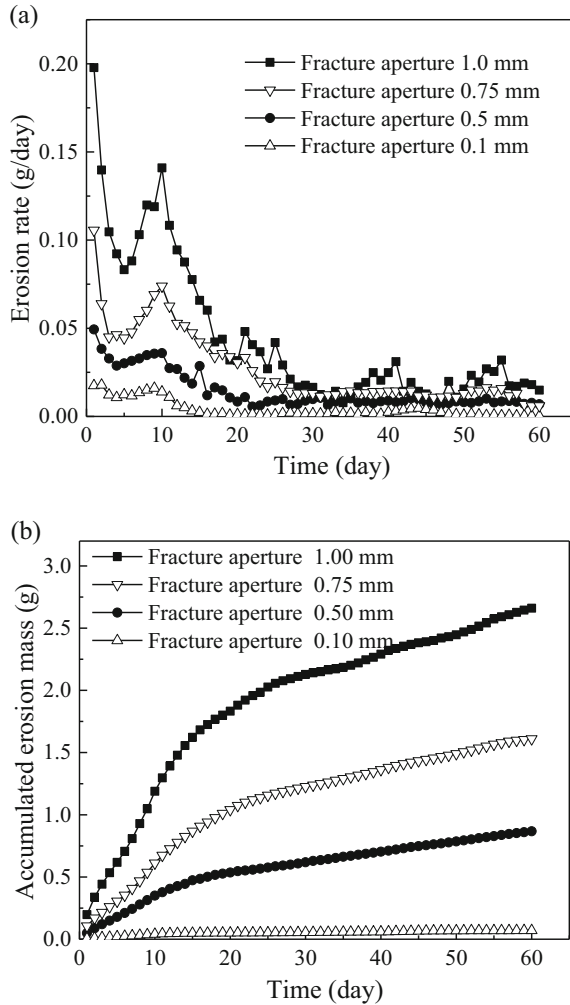 (a)
0.20
0.15
0.10
0.05
0.00
Erosion rate (g/day)
Fracture aperture 1.0 mm
Fracture aperture 0.75 mm
Fracture aperture 0.5 mm
Fracture aperture 0.1 mm
0 10 20 30 40 50 60
Time (day)
(b)
3.0
2.5
2.0
1.5
1.0
0.5
0.0
Accumulated erosion mass (g)
Fracture aperture 1.00 mm
Fracture aperture 0.75 mm
Fracture aperture 0.50 mm
Fracture aperture 0.10 mm
0 10 20 30 40 50 60
Time (day)